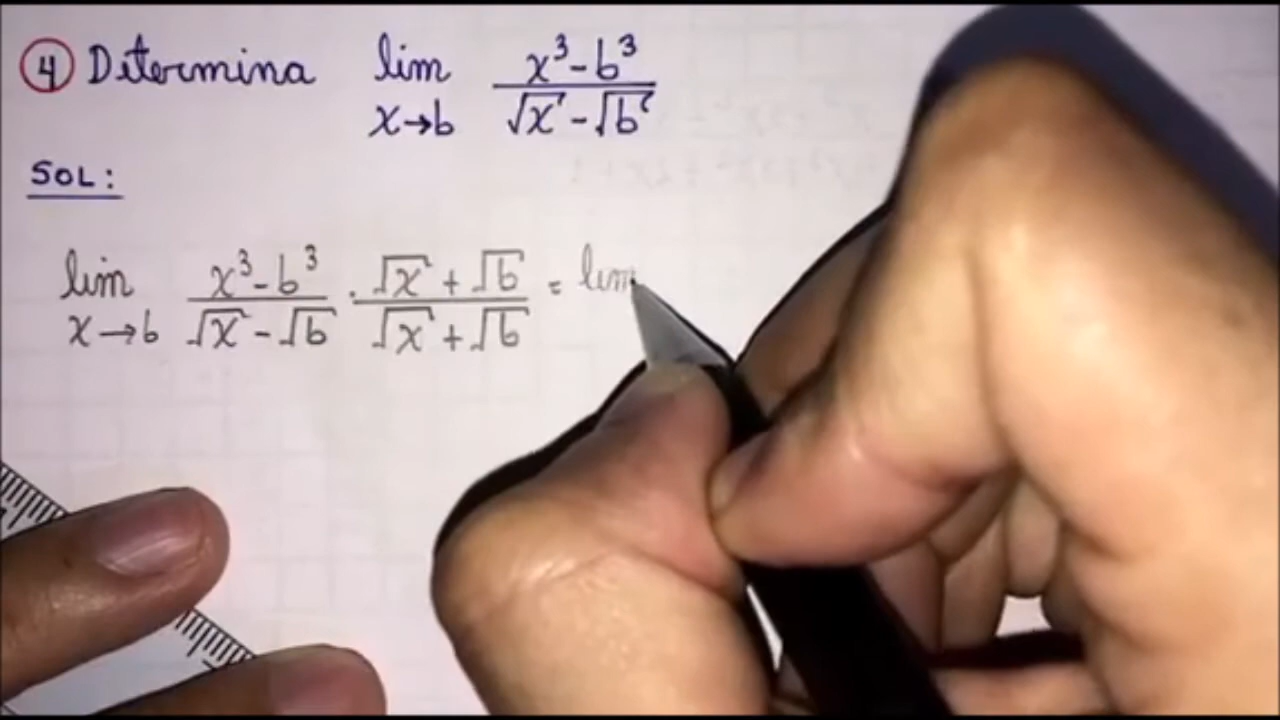 4 Determina lim x→b (x³-b³)/(√x-√b)
SOL:
lim x→b (x³-b³)/(√x-√b) · (√x+√b)/(√x+√b) = lim